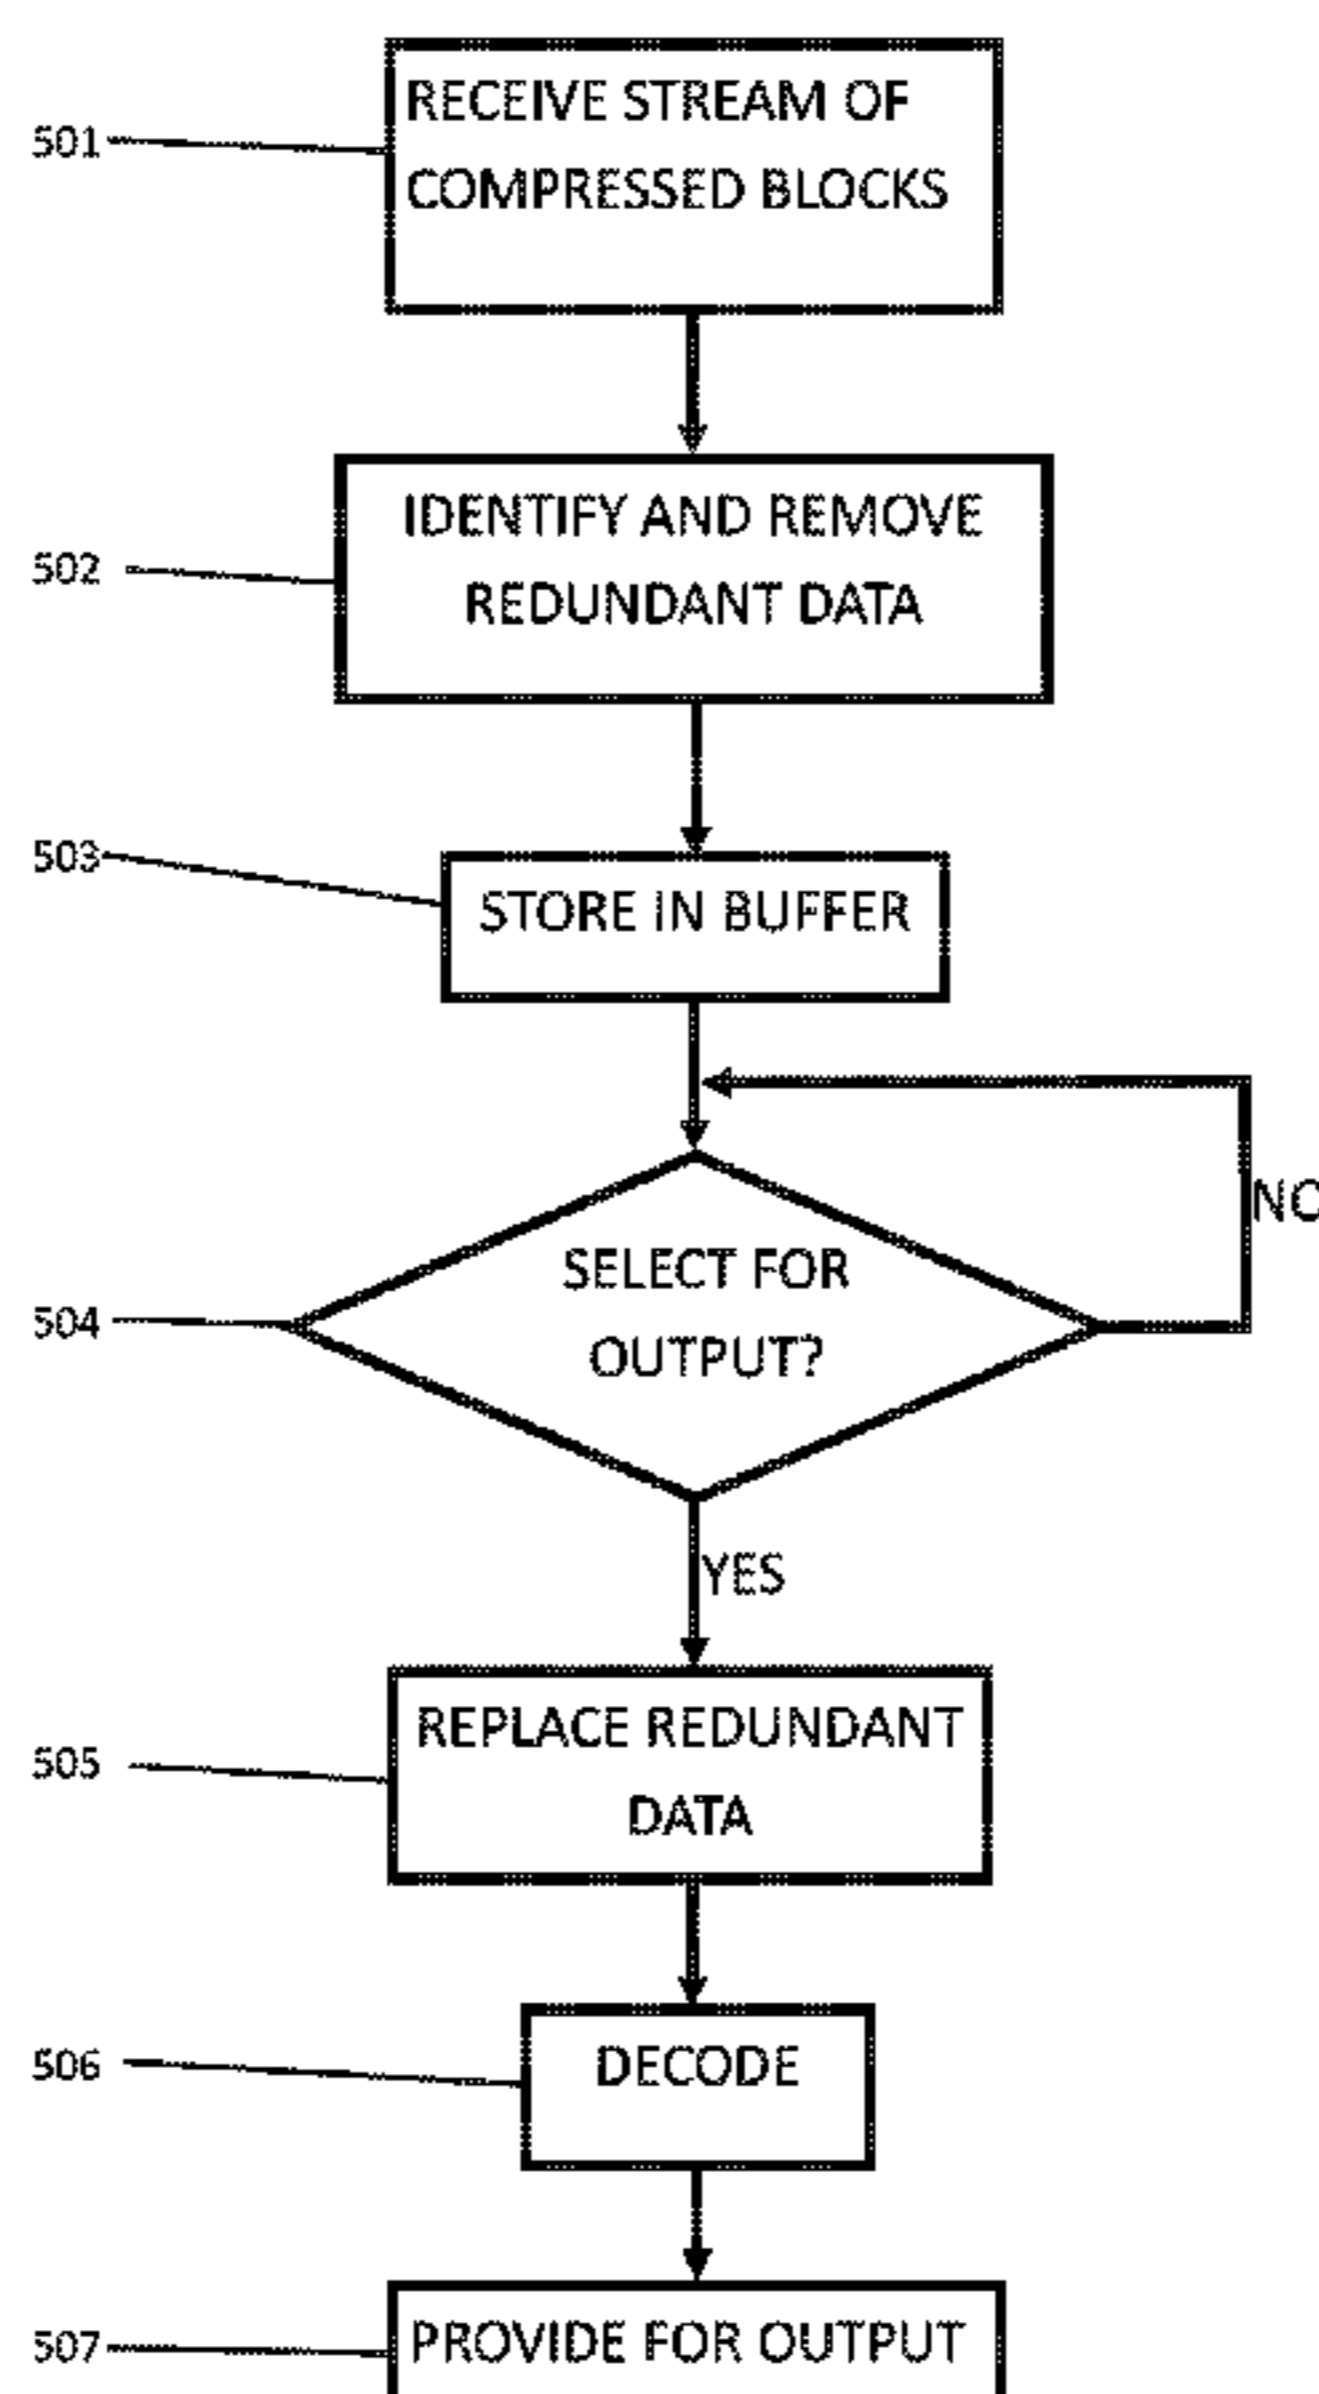 501
RECEIVE STREAM OF
COMPRESSED BLOCKS
502
IDENTIFY AND REMOVE
REDUNDANT DATA
503
STORE IN BUFFER
NO
504
SELECT FOR
OUTPUT?
YES
505
REPLACE REDUNDANT
DATA
506
DECODE
507
PROVIDE FOR OUTPUT